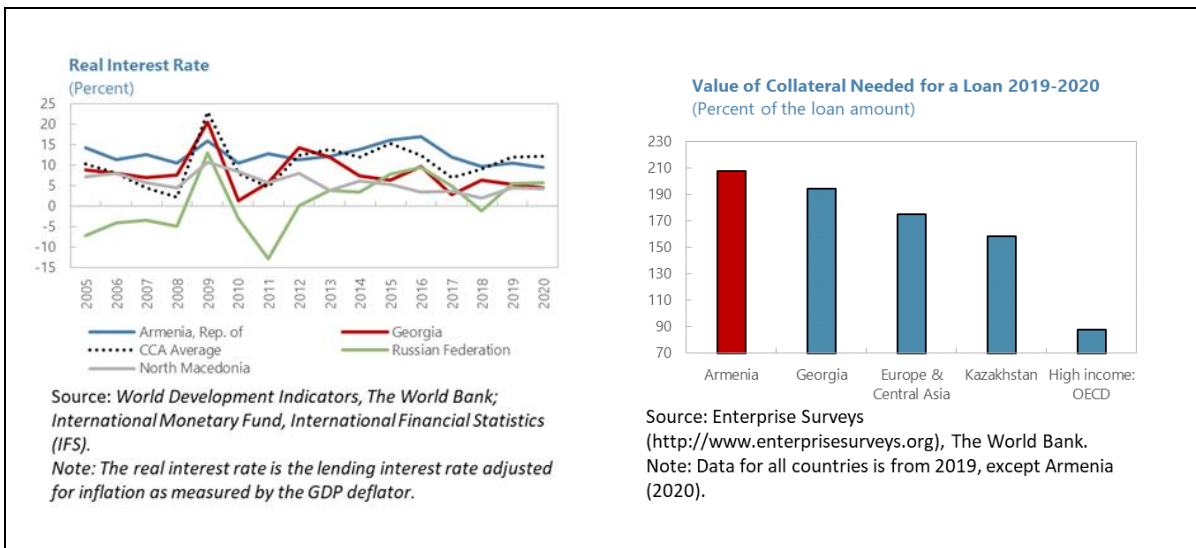 Real Interest Rate
(Percent)
25
20
15
10
5
0
-5
-10
-15
2005
2006
2007
2008
2009
2010
2011
2012
2013
2014
2015
2016
2017
2018
2019
2020
Armenia, Rep. of
Georgia
CCA Average
Russian Federation
North Macedonia
Source: World Development Indicators, The World Bank;
International Monetary Fund, International Financial Statistics
(IFS).
Note: The real interest rate is the lending interest rate adjusted
for inflation as measured by the GDP deflator.
Value of Collateral Needed for a Loan 2019-2020
(Percent of the loan amount)
230
210
190
170
150
130
110
90
70
Armenia
Georgia
Europe &
Central Asia
Kazakhstan
High income:
OECD
Source: Enterprise Surveys
(http://www.enterprisesurveys.org), The World Bank.
Note: Data for all countries is from 2019, except Armenia
(2020).